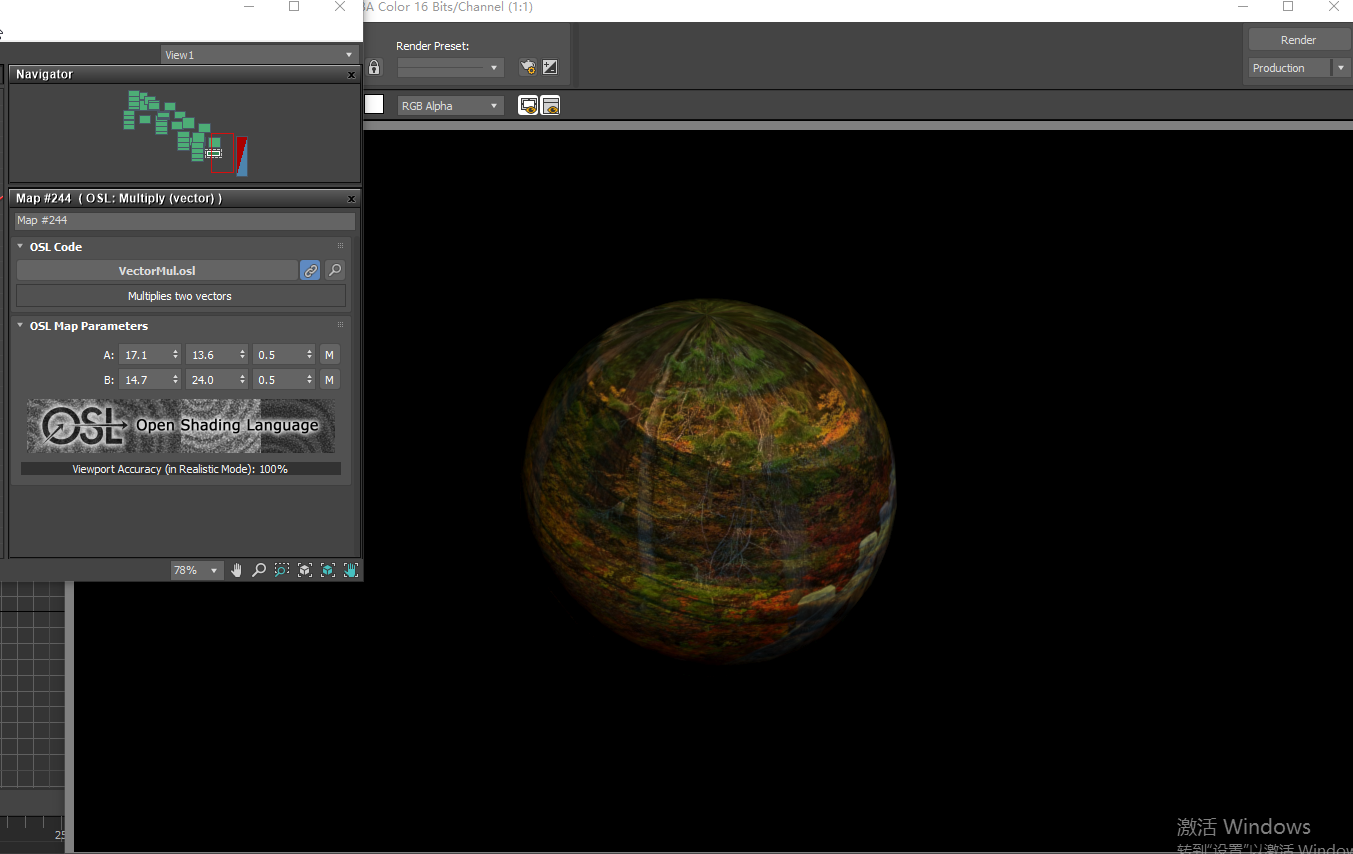 A Color 16 Bits/Channel (1:1)
View1
Render Preset:
Render
Production
Navigator
RGB Alpha
Map #244 ( OSL: Multiply (vector) )
Map #244
OSL Code
VectorMul.osl
Multiplies two vectors
OSL Map Parameters
A: 17.1 13.6 0.5 M
B: 14.7 24.0 0.5 M
OSL Open Shading Language
Viewport Accuracy (in Realistic Mode): 100%
78%
25
激活 Windows
转到"设置"以激活 Window